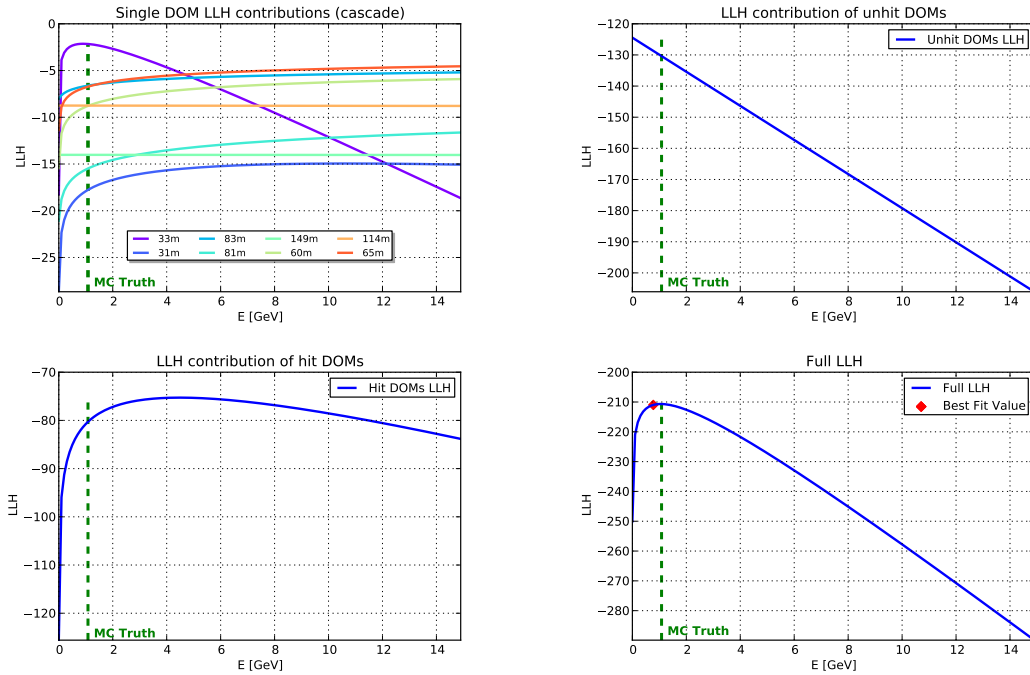 Single DOM LLH contributions (cascade)
0
−5
−10
−15
−20
−25
LLH
33m 83m 149m 114m
31m 81m 60m 65m
MC Truth
0 2 4 6 8 10 12 14
E [GeV]
LLH contribution of unhit DOMs
−120
−130
−140
−150
−160
−170
−180
−190
−200
LLH
Unhit DOMs LLH
MC Truth
0 2 4 6 8 10 12 14
E [GeV]
LLH contribution of hit DOMs
−70
−80
−90
−100
−110
−120
LLH
Hit DOMs LLH
MC Truth
0 2 4 6 8 10 12 14
E [GeV]
Full LLH
−200
−210
−220
−230
−240
−250
−260
−270
−280
LLH
Full LLH
Best Fit Value
MC Truth
0 2 4 6 8 10 12 14
E [GeV]